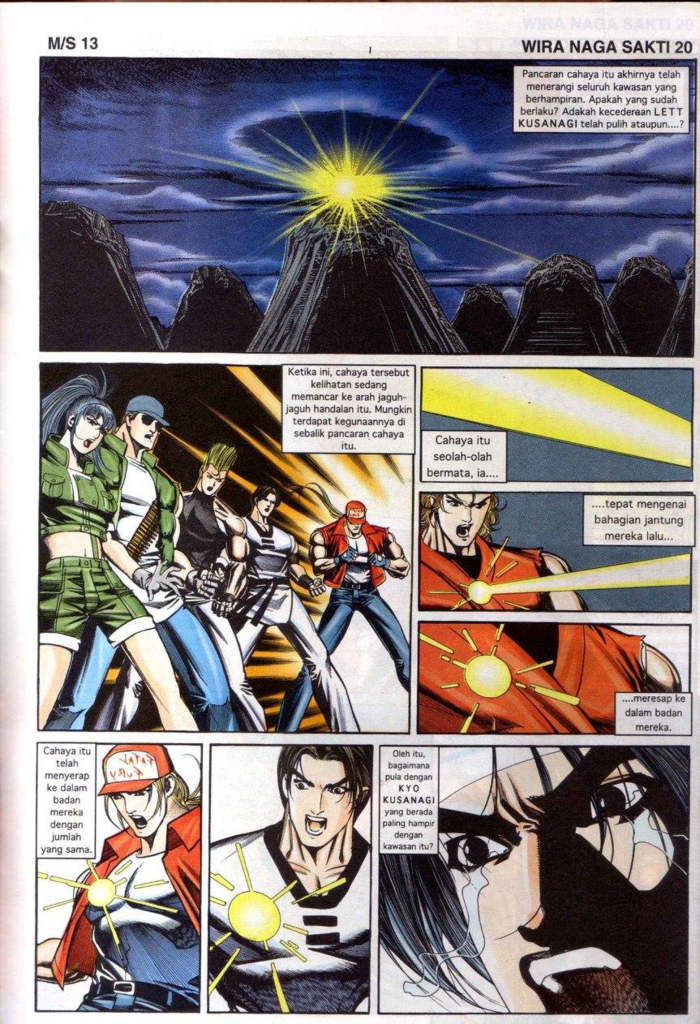 M/S 13
WIRA NAGA SAKTI 20
Pancaran cahaya itu akhirnya telah
menerangi seluruh kawasan yang
berhampiran. Apakah yang sudah
berlaku? Adakah kecederaan LETT
KUSANAGI telah pulih ataupun....?
Ketika ini, cahaya tersebut
kelihatan sedang
memancar ke arah jaguh-
jaguh handalan itu. Mungkin
terdapat kegunaannya di
sebalik pancaran cahaya
itu.
Cahaya itu
seolah-olah
bermata, ia....
....tepat mengenai
bahagian jantung
mereka lalu...
....meresap ke
dalam badan
mereka.
Cahaya itu
telah
menyerap
ke dalam
badan
mereka
dengan
jumlah
yang sama.
Oleh itu,
bagaimana
pula dengan
KYO
KUSANAGI
yang berada
paling hampir
dengan
kawasan itu?